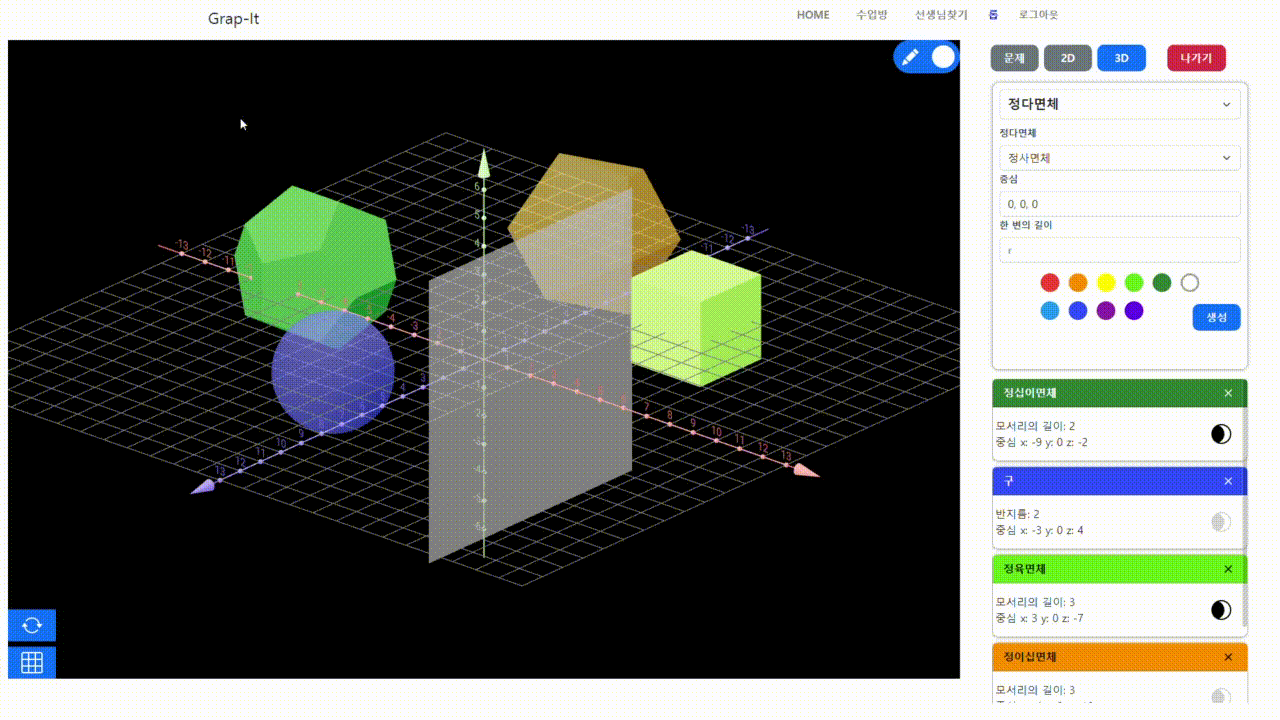 Grap-It
HOME 수업방 선생님찾기 로그아웃
문제 2D 3D 나가기
정다면체
정다면체
정사면체
중심
0, 0, 0
한 변의 길이
r
생성
정십이면체
모서리의 길이: 2
중심 x: -9 y: 0 z: -2
구
반지름: 2
중심 x: -3 y: 0 z: 4
정육면체
모서리의 길이: 3
중심 x: 3 y: 0 z: -7
정이십면체
모서리의 길이: 3
-13 -12 -11
-4 -3
6
5
4
-11 -12 -13
7 8 9 10 11 12 13
4
9
10
11
12
13